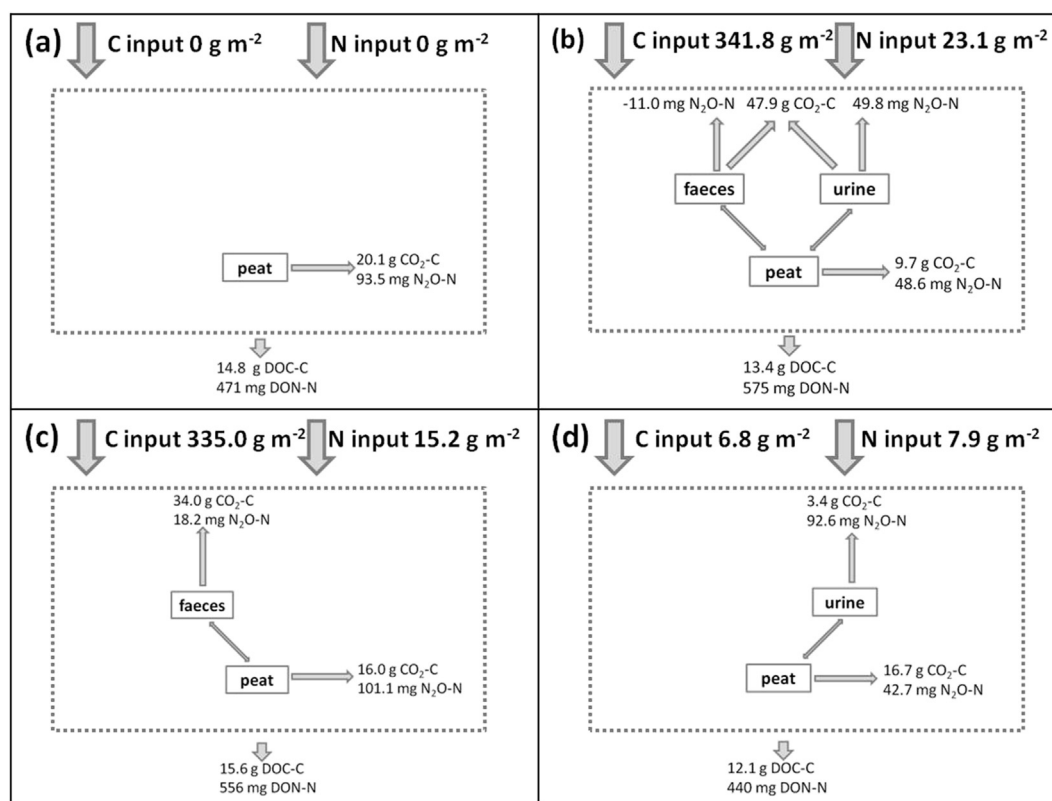 (a) C input 0 g m⁻² N input 0 g m⁻²
peat
20.1 g CO₂-C
93.5 mg N₂O-N
14.8 g DOC-C
471 mg DON-N
(b) C input 341.8 g m⁻² N input 23.1 g m⁻²
-11.0 mg N₂O-N 47.9 g CO₂-C 49.8 mg N₂O-N
faeces urine
peat
9.7 g CO₂-C
48.6 mg N₂O-N
13.4 g DOC-C
575 mg DON-N
(c) C input 335.0 g m⁻² N input 15.2 g m⁻²
34.0 g CO₂-C
18.2 mg N₂O-N
faeces
peat
16.0 g CO₂-C
101.1 mg N₂O-N
15.6 g DOC-C
556 mg DON-N
(d) C input 6.8 g m⁻² N input 7.9 g m⁻²
3.4 g CO₂-C
92.6 mg N₂O-N
urine
peat
16.7 g CO₂-C
42.7 mg N₂O-N
12.1 g DOC-C
440 mg DON-N